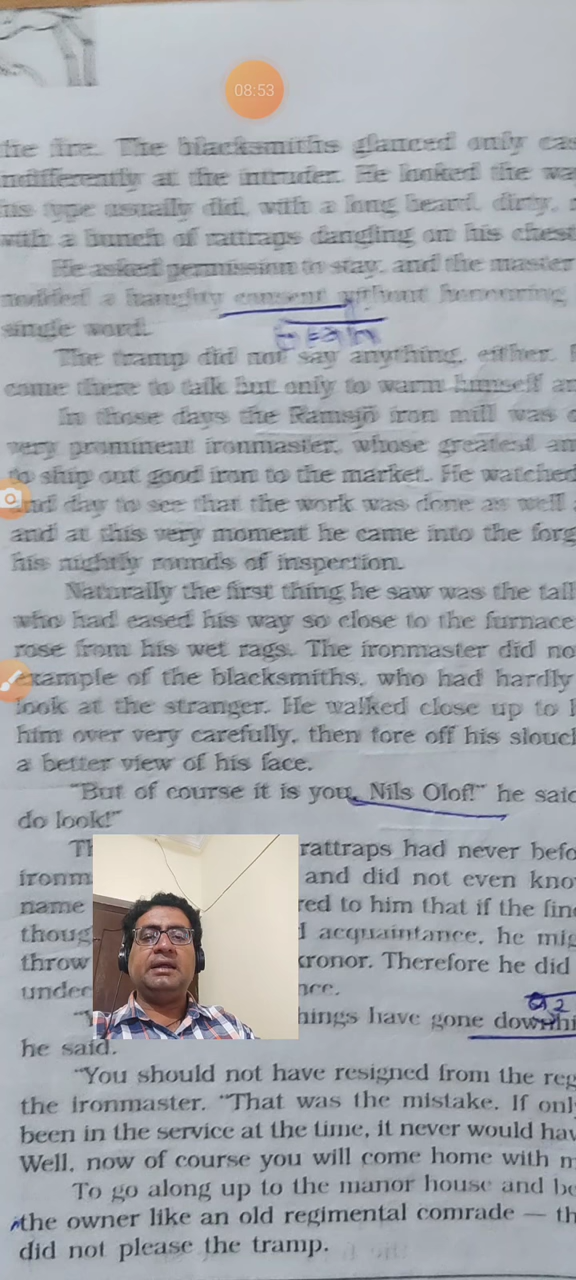 08:53
the fire. The blacksmiths glanced only cas
ndifferently at the intruder. He looked the wa
his type usually did, with a long beard, dirty, r
with a bunch of rattraps dangling on his chest
He asked permission to stay, and the master
nodded a haughty consent without honouring
single word.
The tramp did not say anything, either. H
come there to talk but only to warm himself an
In those days the Ramsjö iron mill was o
very prominent ironmaster, whose greatest am
to ship out good iron to the market. He watched
and day to see that the work was done as well
and at this very moment he came into the forg
his nightly rounds of inspection.
Naturally the first thing he saw was the tall
who had eased his way so close to the furnace
rose from his wet rags. The ironmaster did no
example of the blacksmiths, who had hardly
look at the stranger. He walked close up to h
him over very carefully, then tore off his slouch
a better view of his face.
"But of course it is you, Nils Olof!" he said
do look!"
Th rattraps had never befo
ironm and did not even kno
name red to him that if the fine
thoug acquaintance, he mig
throw kronor. Therefore he did
under nce.
"Y hings have gone downhi
he said.
"You should not have resigned from the reg
the ironmaster. "That was the mistake. If onl
been in the service at the time, it never would hav
Well, now of course you will come home with m
To go along up to the manor house and be
the owner like an old regimental comrade — th
did not please the tramp.